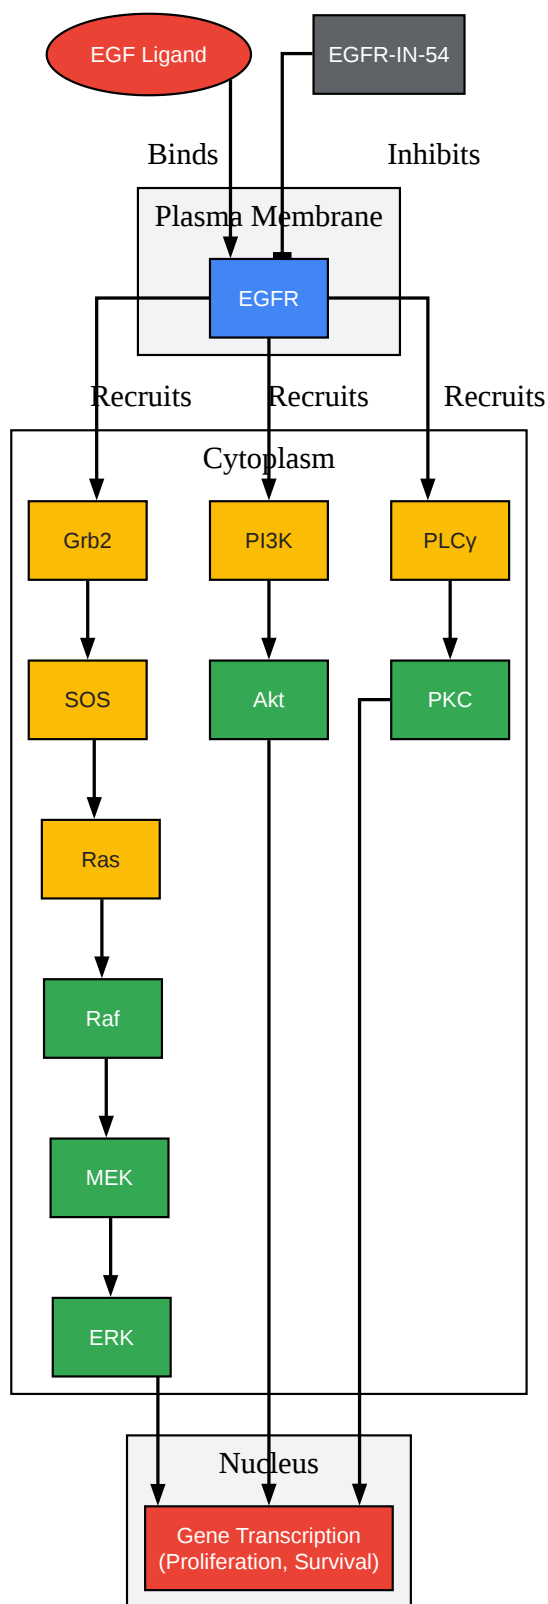 EGF Ligand
EGFR-IN-54
Binds
Inhibits
Plasma Membrane
EGFR
Recruits
Recruits
Recruits
Cytoplasm
Grb2
PI3K
PLCγ
SOS
Akt
PKC
Ras
Raf
MEK
ERK
Nucleus
Gene Transcription
(Proliferation, Survival)